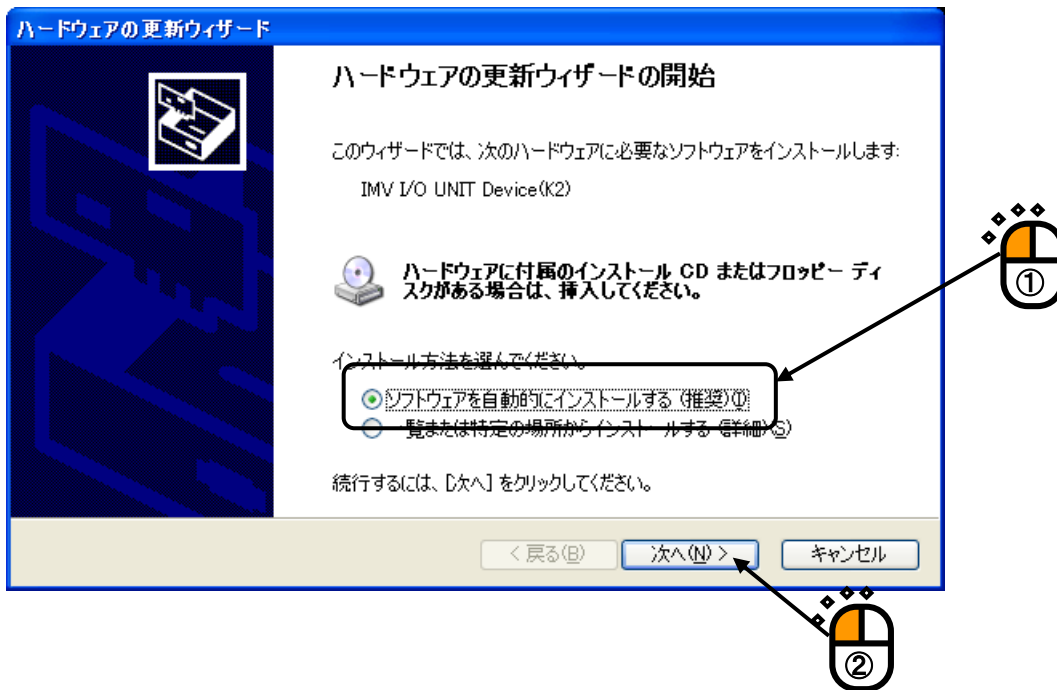 ハードウェアの更新ウィザード
ハードウェアの更新ウィザードの開始
このウィザードでは、次のハードウェアに必要なソフトウェアをインストールします:
IMV I/O UNIT Device(K2)
ハードウェアに付属のインストール CD またはフロッピー ディ
スクがある場合は、挿入してください。
①
インストール方法を選んでください。
ソフトウェアを自動的にインストールする (推奨)(I)
一覧または特定の場所からインストールする (詳細)(S)
続行するには、[次へ] をクリックしてください。
< 戻る(B)
次へ(N) >
キャンセル
②